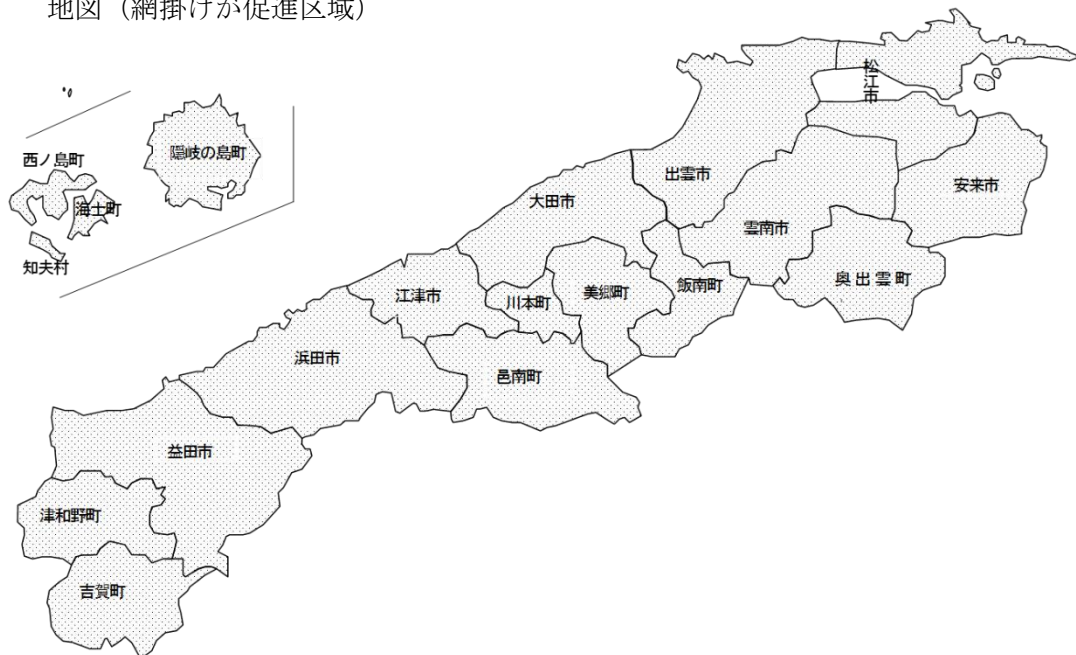 地図（網掛けが促進区域）
松江市
西ノ島町
隠岐の島町
海士町
知夫村
出雲市
安来市
大田市
雲南市
奥出雲町
飯南町
美郷町
江津市
川本町
浜田市
邑南町
益田市
津和野町
吉賀町